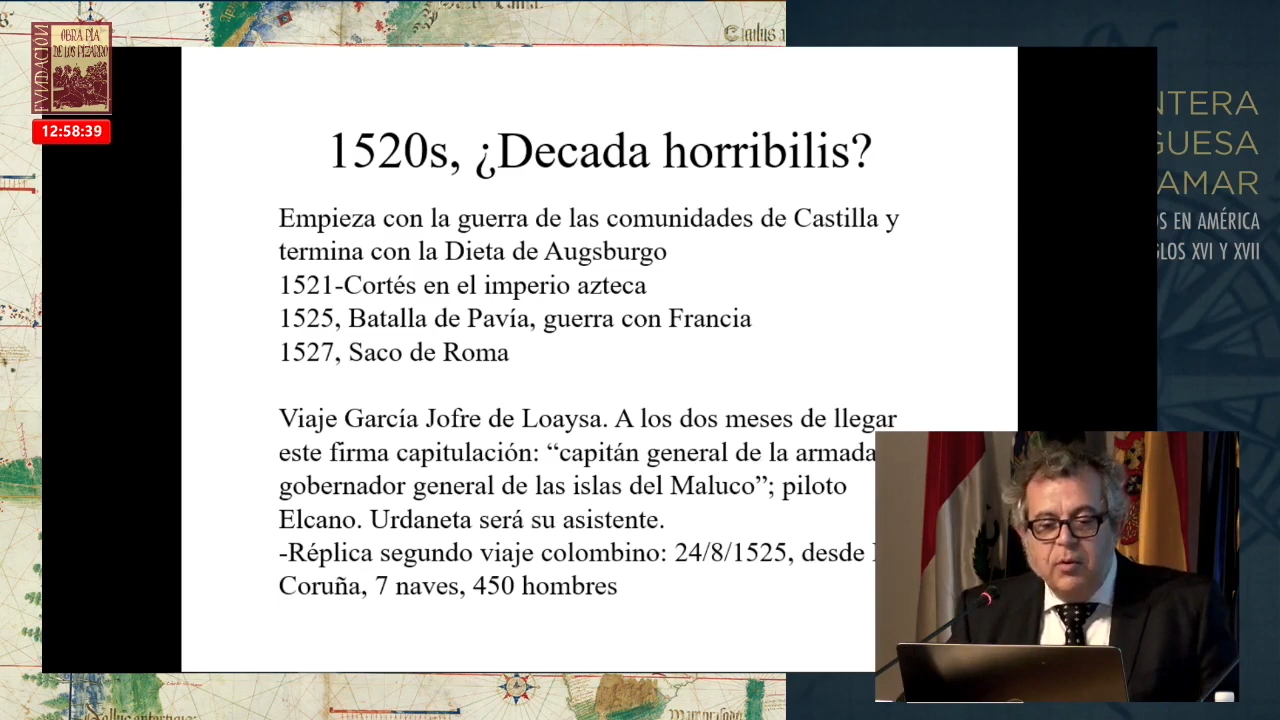 FVNDACION
OBRA PIA
DE LOS PIZARRO
12:58:39
1520s, ¿Decada horribilis?
Empieza con la guerra de las comunidades de Castilla y
termina con la Dieta de Augsburgo
1521-Cortés en el imperio azteca
1525, Batalla de Pavía, guerra con Francia
1527, Saco de Roma
Viaje García Jofre de Loaysa. A los dos meses de llegar
este firma capitulación: “capitán general de la armada
gobernador general de las islas del Maluco”; piloto
Elcano. Urdaneta será su asistente.
-Réplica segundo viaje colombino: 24/8/1525, desde
Coruña, 7 naves, 450 hombres
NTERA
GUESA
AMAR
OS EN AMÉRICA
GLOS XVI Y XVII